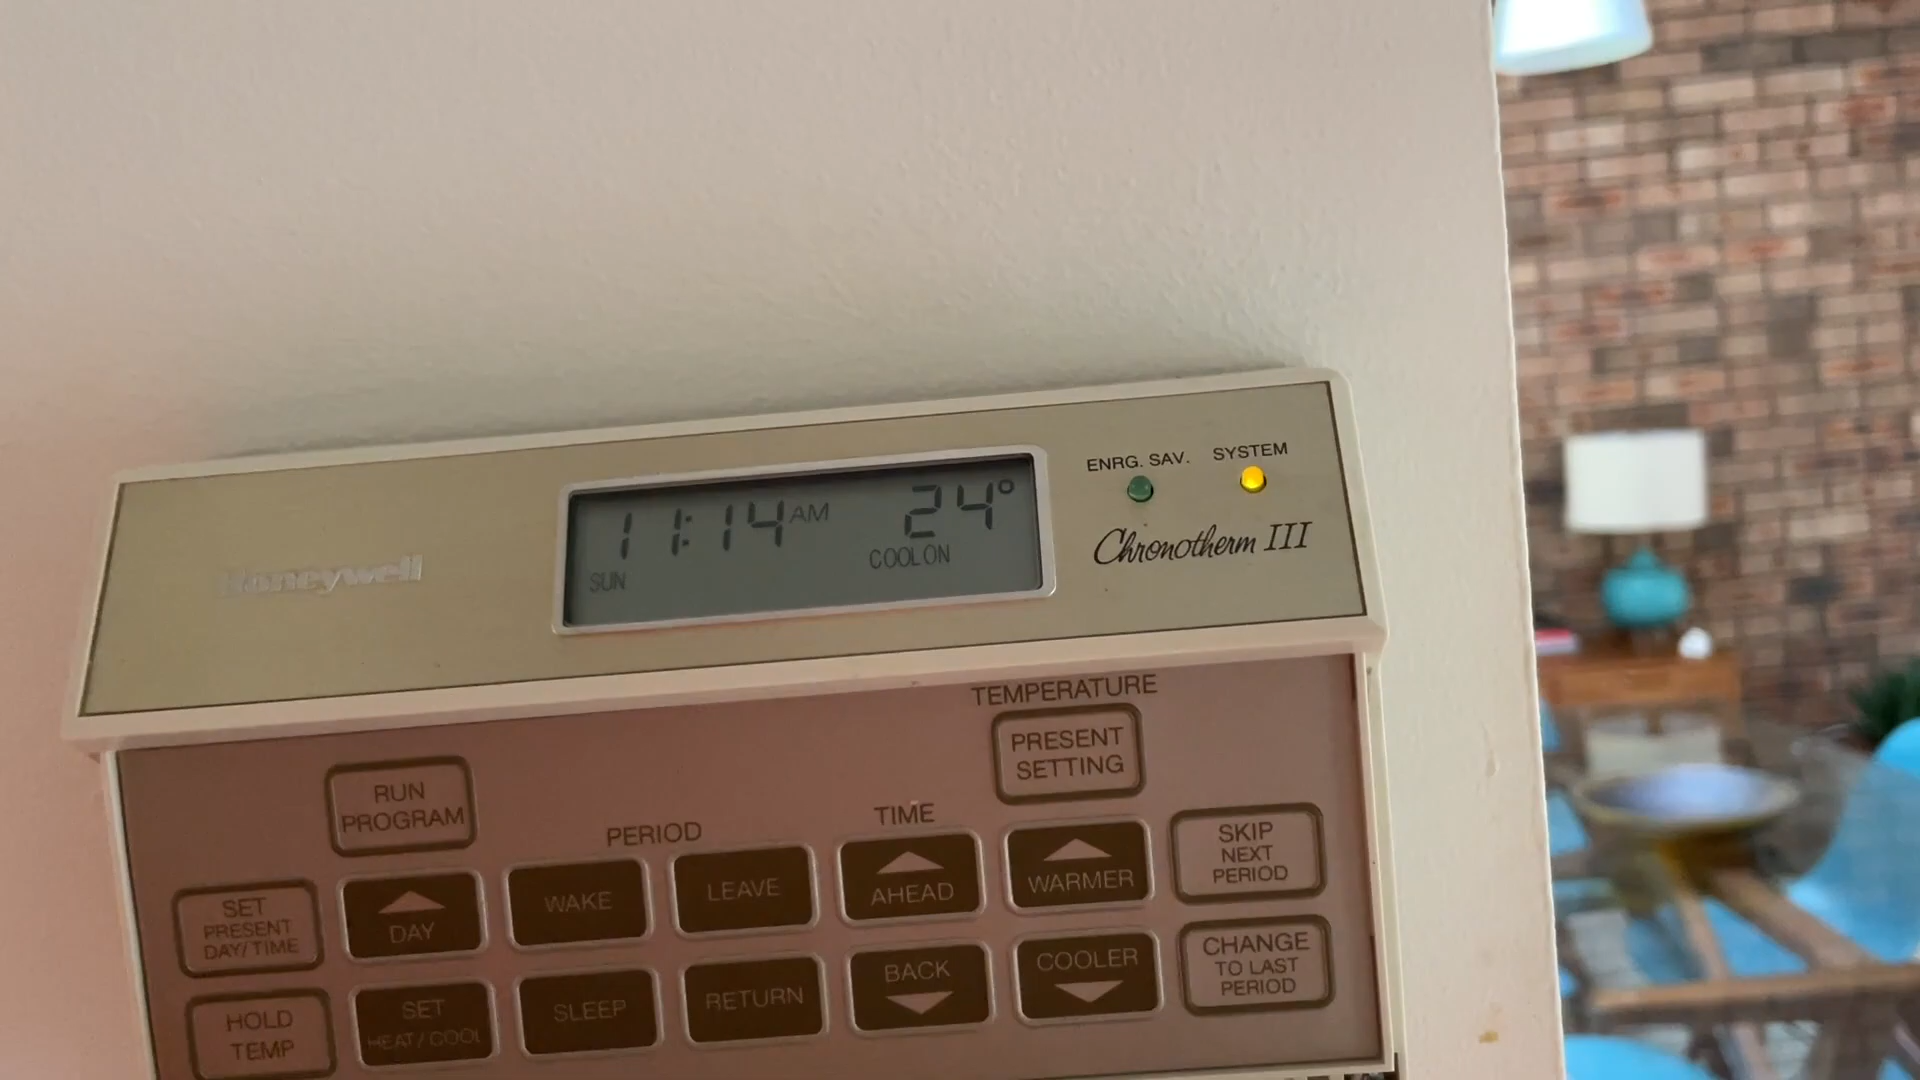 Honeywell
11:14 AM 24°
COOL ON
SUN
ENRG. SAV. SYSTEM
Chronotherm III
TEMPERATURE
PRESENT
SETTING
RUN
PROGRAM
PERIOD
TIME
SET
PRESENT
DAY/TIME
DAY
WAKE
LEAVE
AHEAD
WARMER
SKIP
NEXT
PERIOD
HOLD
TEMP
SET
HEAT/COOL
SLEEP
RETURN
BACK
COOLER
CHANGE
TO LAST
PERIOD